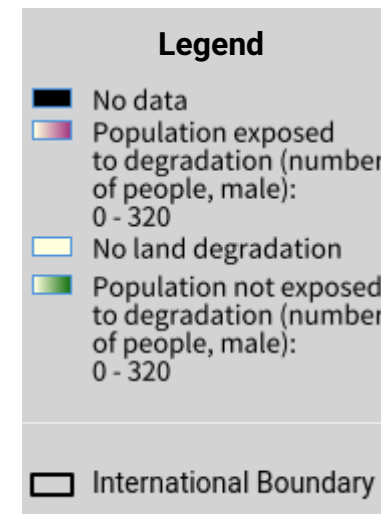 Legend
No data
Population exposed
to degradation (number
of people, male):
0 - 320
No land degradation
Population not exposed
to degradation (number
of people, male):
0 - 320
International Boundary